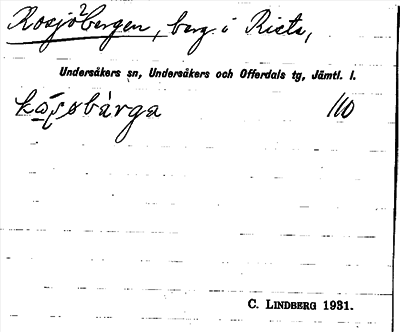 Rosjöbergen, berg i Rista,
Undersåkers sn, Undersåkers och Offerdals tg, Jämtl. l.
110
C. LINDBERG 1931.